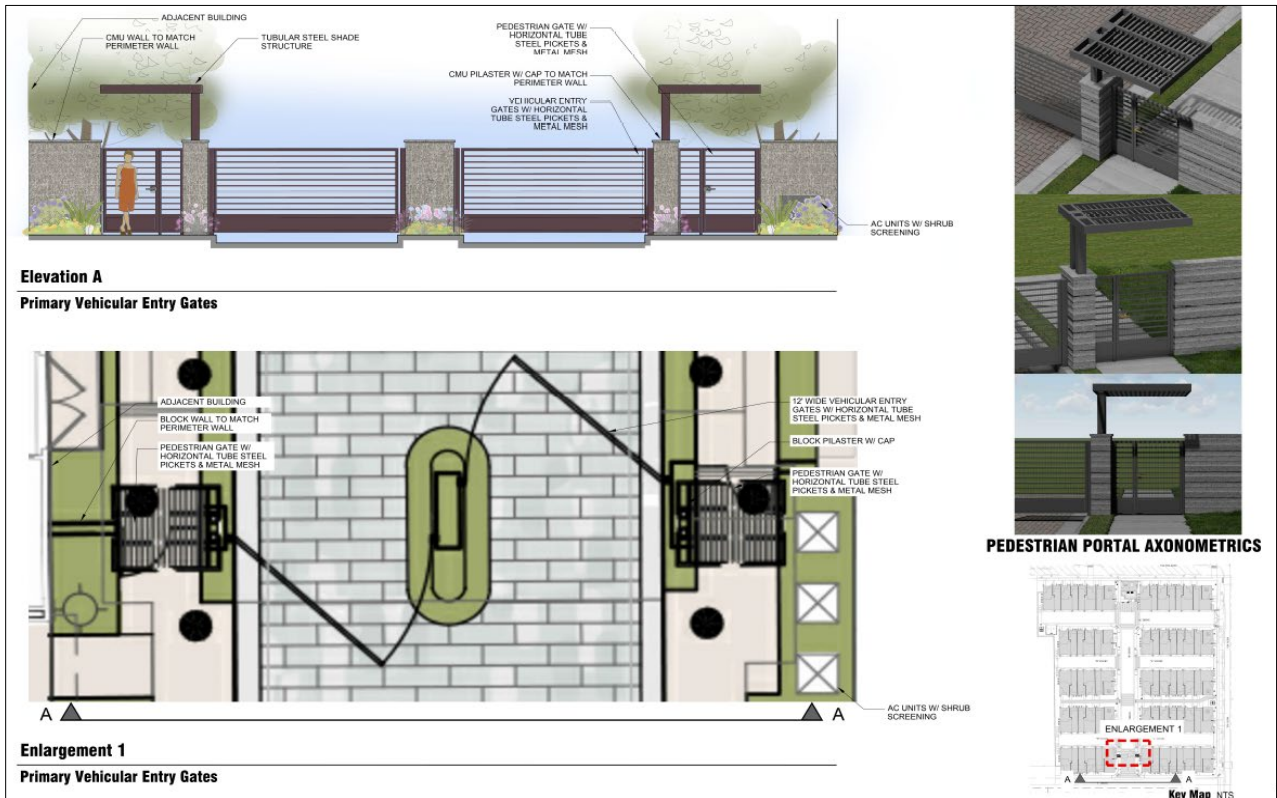 ADJACENT BUILDING
CMU WALL TO MATCH
PERIMETER WALL
TUBULAR STEEL SHADE
STRUCTURE
PEDESTRIAN GATE W/
HORIZONTAL TUBE
STEEL PICKETS &
METAL MESH
CMU PILASTER W/ CAP TO MATCH
PERIMETER WALL
VEHICULAR ENTRY
GATES W/ HORIZONTAL
TUBE STEEL PICKETS &
METAL MESH
AC UNITS W/ SHRUB
SCREENING
Elevation A
Primary Vehicular Entry Gates
ADJACENT BUILDING
BLOCK WALL TO MATCH
PERIMETER WALL
PEDESTRIAN GATE W/
HORIZONTAL TUBE STEEL
PICKETS & METAL MESH
12' WIDE VEHICULAR ENTRY
GATES W/ HORIZONTAL TUBE
STEEL PICKETS & METAL MESH
BLOCK PILASTER W/ CAP
PEDESTRIAN GATE W/
HORIZONTAL TUBE STEEL
PICKETS & METAL MESH
AC UNITS W/ SHRUB
SCREENING
A A
Enlargement 1
Primary Vehicular Entry Gates
PEDESTRIAN PORTAL AXONOMETRICS
ENLARGEMENT 1
A A
Key Map NTS